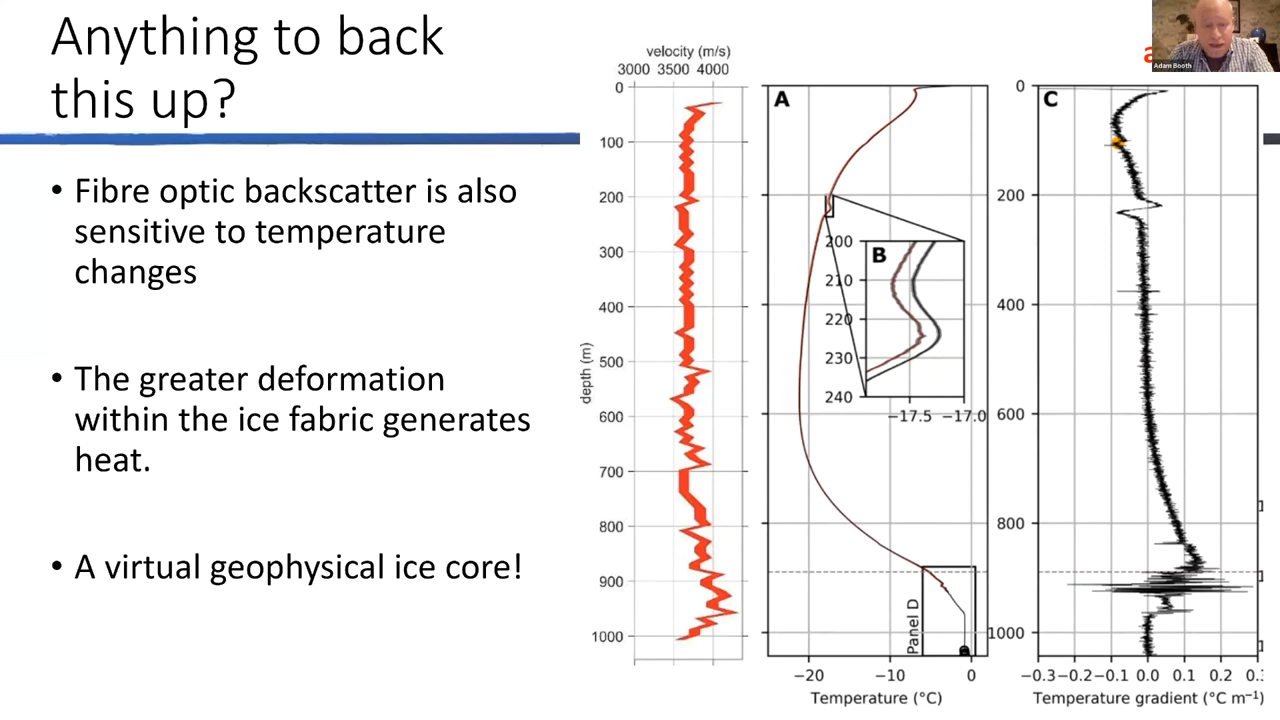 Anything to back
this up?
• Fibre optic backscatter is also
sensitive to temperature
changes
• The greater deformation
within the ice fabric generates
heat.
• A virtual geophysical ice core!
velocity (m/s)
3000 3500 4000
0
100
200
300
400
500
600
700
800
900
1000
depth (m)
A
B
200
210
220
230
240
−17.5 −17.0
Panel D
−20 −10 0
Temperature (°C)
C
0
200
400
600
800
1000
−0.3 −0.2 −0.1 0.0 0.1 0.2 0.3
Temperature gradient (°C m⁻¹)
Adam Booth